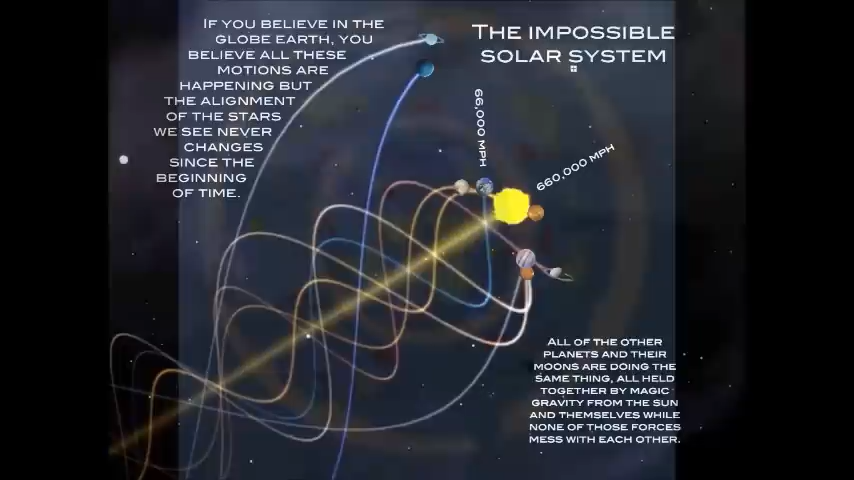 IF YOU BELIEVE IN THE
GLOBE EARTH, YOU
BELIEVE ALL THESE
MOTIONS ARE
HAPPENING BUT
THE ALIGNMENT
OF THE STARS
WE SEE NEVER
CHANGES
SINCE THE
BEGINNING
OF TIME.
THE IMPOSSIBLE
SOLAR SYSTEM
66,000 MPH
660,000 MPH
ALL OF THE OTHER
PLANETS AND THEIR
MOONS ARE DOING THE
SAME THING, ALL HELD
TOGETHER BY MAGIC
GRAVITY FROM THE SUN
AND THEMSELVES WHILE
NONE OF THOSE FORCES
MESS WITH EACH OTHER.